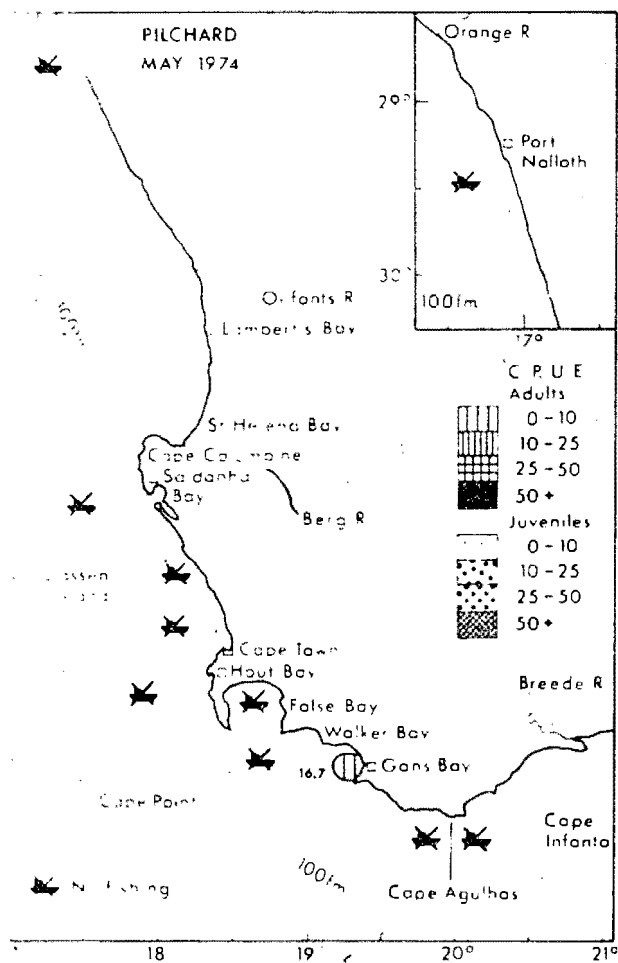 PILCHARD
MAY 1974
Orange R
29°
Port
Nalloth
30°
100fm
17°
Lamberts Bay
St Helena Bay
Cape Columbine
Saldanha
Bay
Berg R
C P U E
Adults
0-10
10-25
25-50
50+
Juveniles
0-10
10-25
25-50
50+
Cape Town
Hout Bay
False Bay
Walker Bay
Breede R
16.7
Gans Bay
Cape Point
Cape
Infanta
100fm
Cape Agulhas
18
19°
20°
21°